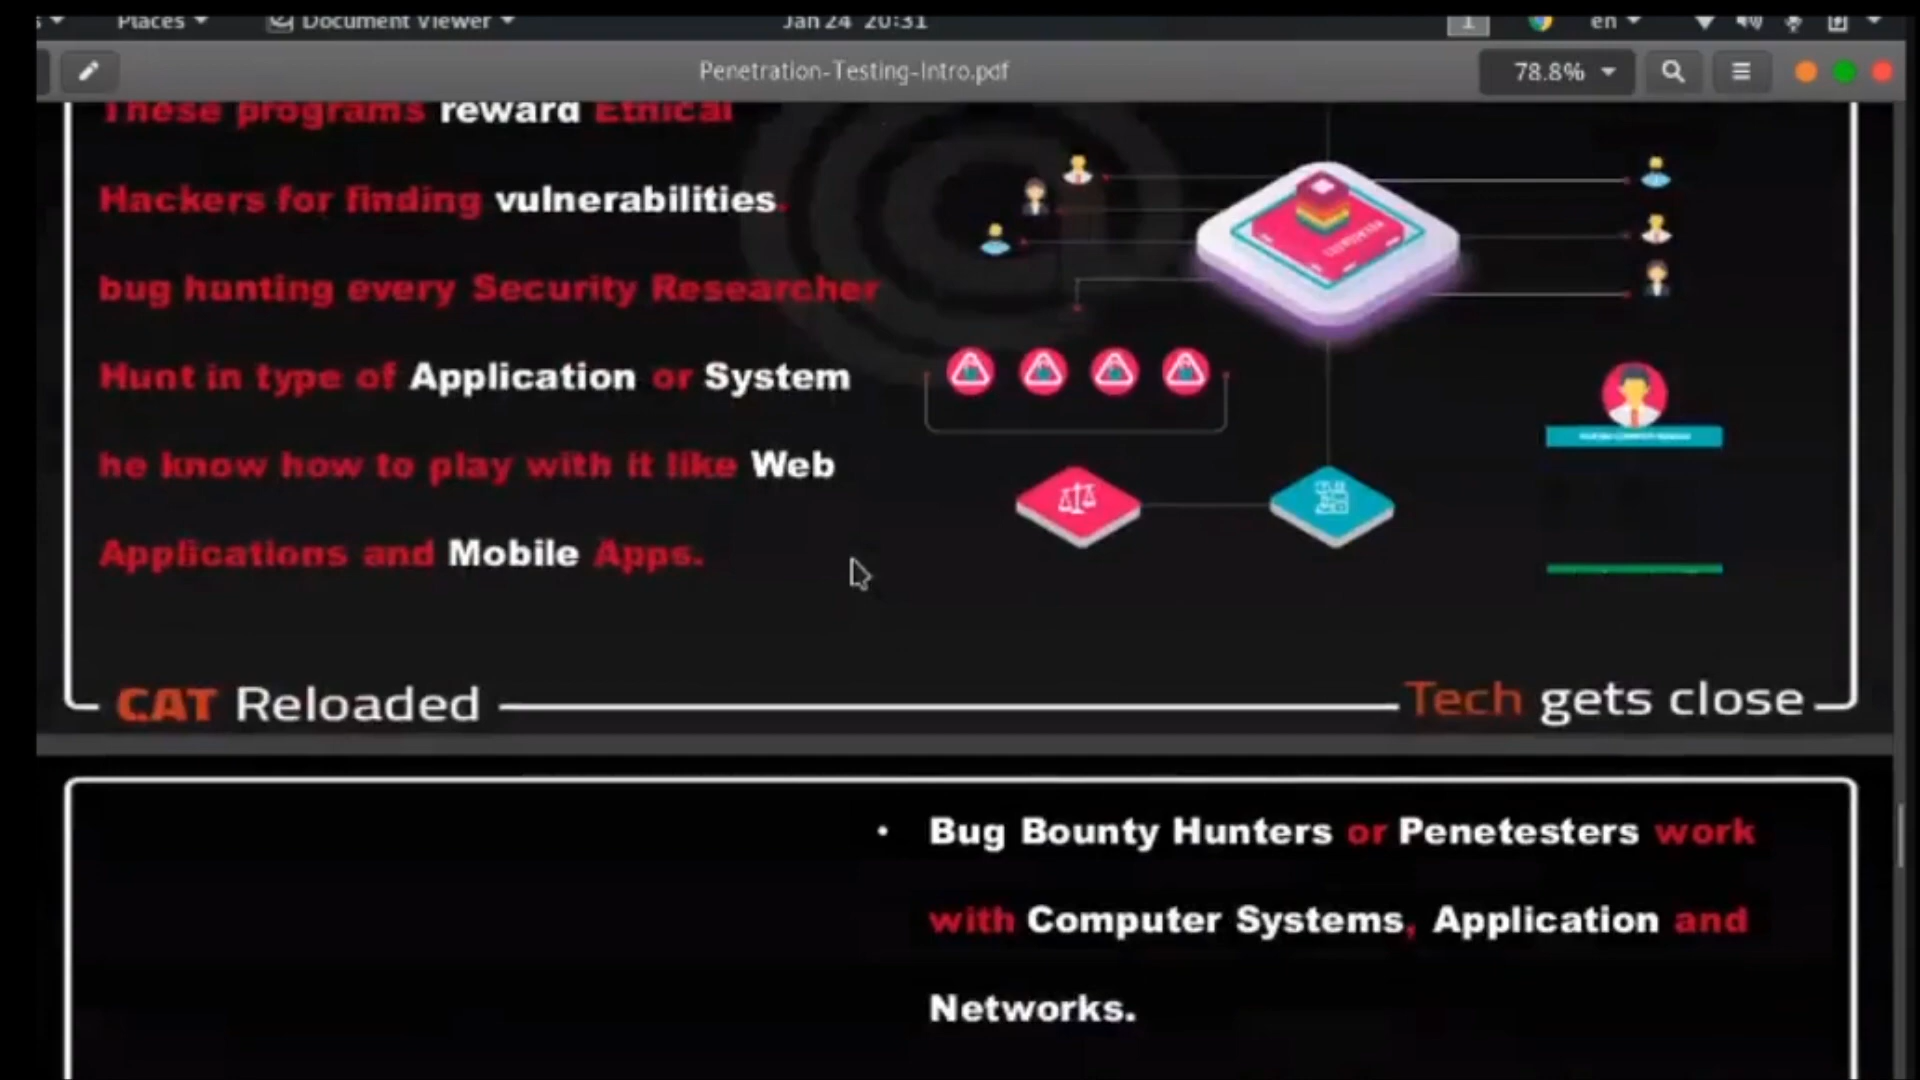 Places
Document Viewer
Jan 24 20:31
1
en
Penetration-Testing-Intro.pdf
78.8%
These programs reward Ethical
Hackers for finding vulnerabilities.
bug hunting every Security Researcher
Hunt in type of Application or System
he know how to play with it like Web
Applications and Mobile Apps.
CAT Reloaded
Tech gets close
• Bug Bounty Hunters or Penetesters work
with Computer Systems, Application and
Networks.